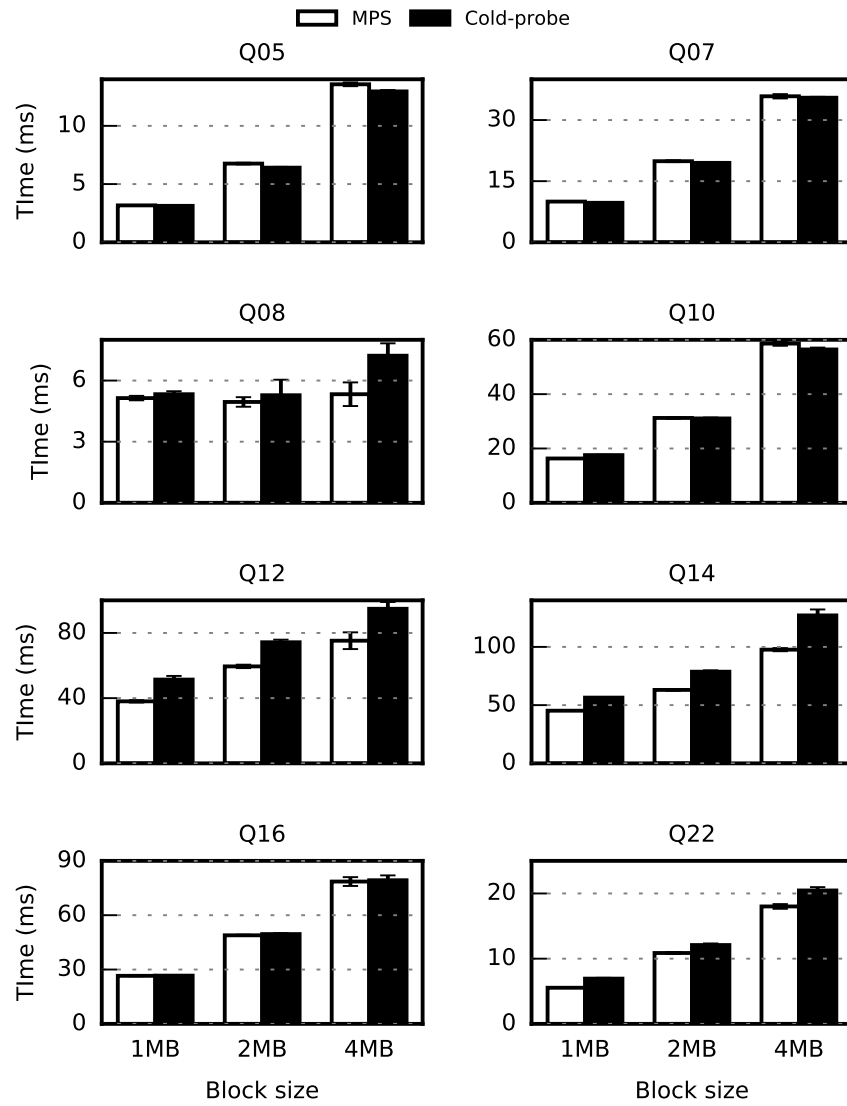 MPS Cold-probe
Q05 Q07
TIme (ms)
10
5
0
30
15
0
Q08 Q10
TIme (ms)
6
3
0
60
40
20
0
Q12 Q14
TIme (ms)
80
40
0
100
50
0
Q16 Q22
TIme (ms)
90
60
30
0
20
10
0
1MB 2MB 4MB 1MB 2MB 4MB
Block size Block size